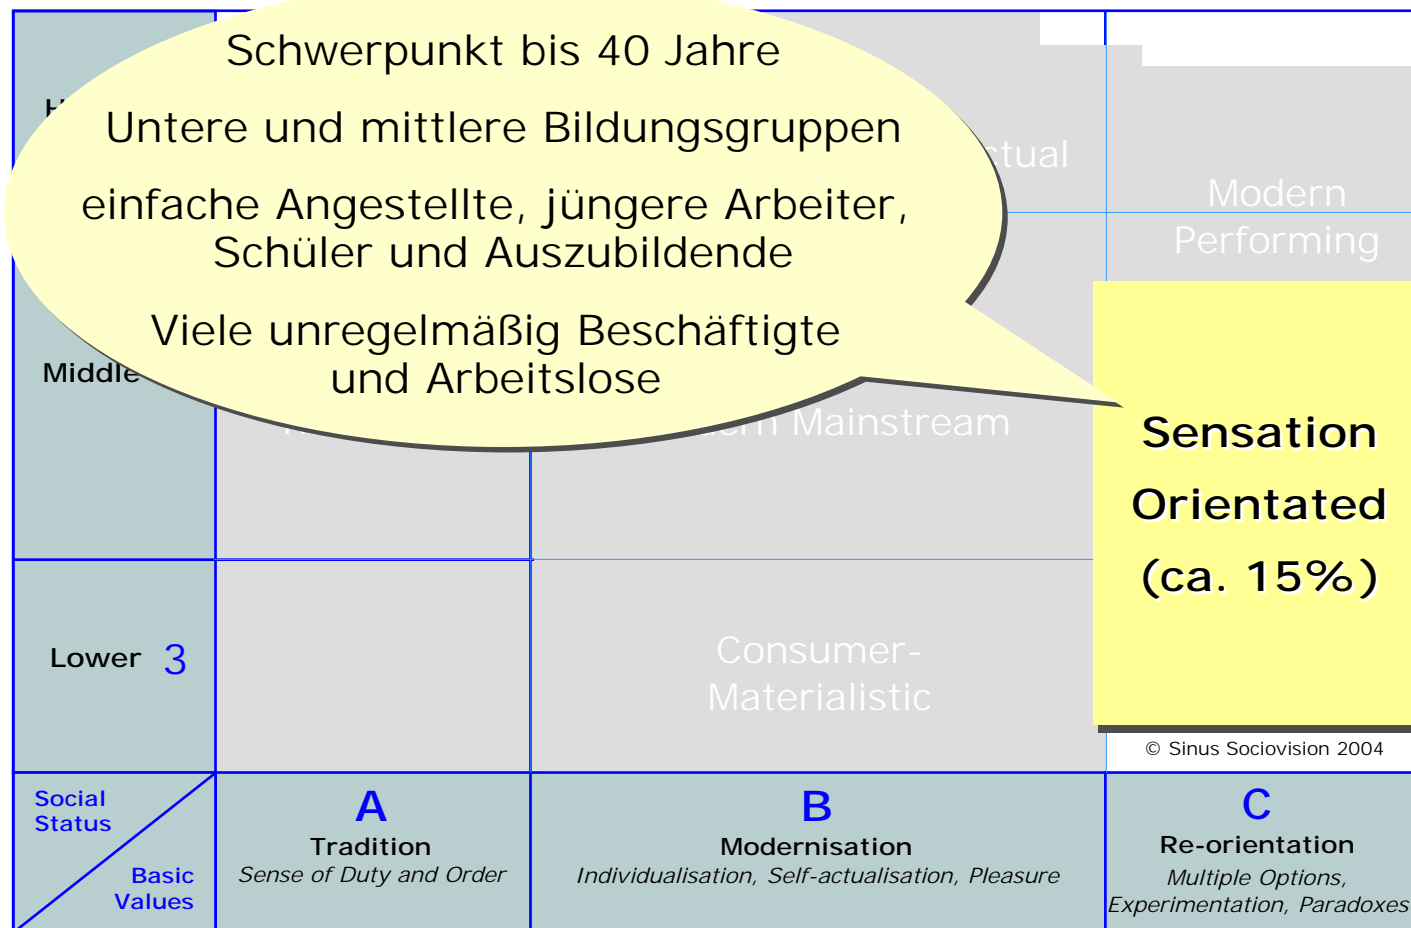 Schwerpunkt bis 40 Jahre
Untere und mittlere Bildungsgruppen
einfache Angestellte, jüngere Arbeiter,
Schüler und Auszubildende
Viele unregelmäßig Beschäftigte
und Arbeitslose
Modern
Performing
Middle
Mainstream
Sensation
Orientated
(ca. 15%)
Lower 3
Consumer-
Materialistic
© Sinus Sociovision 2004
Social
Status
Basic
Values
A
Tradition
Sense of Duty and Order
B
Modernisation
Individualisation, Self-actualisation, Pleasure
C
Re-orientation
Multiple Options,
Experimentation, Paradoxes